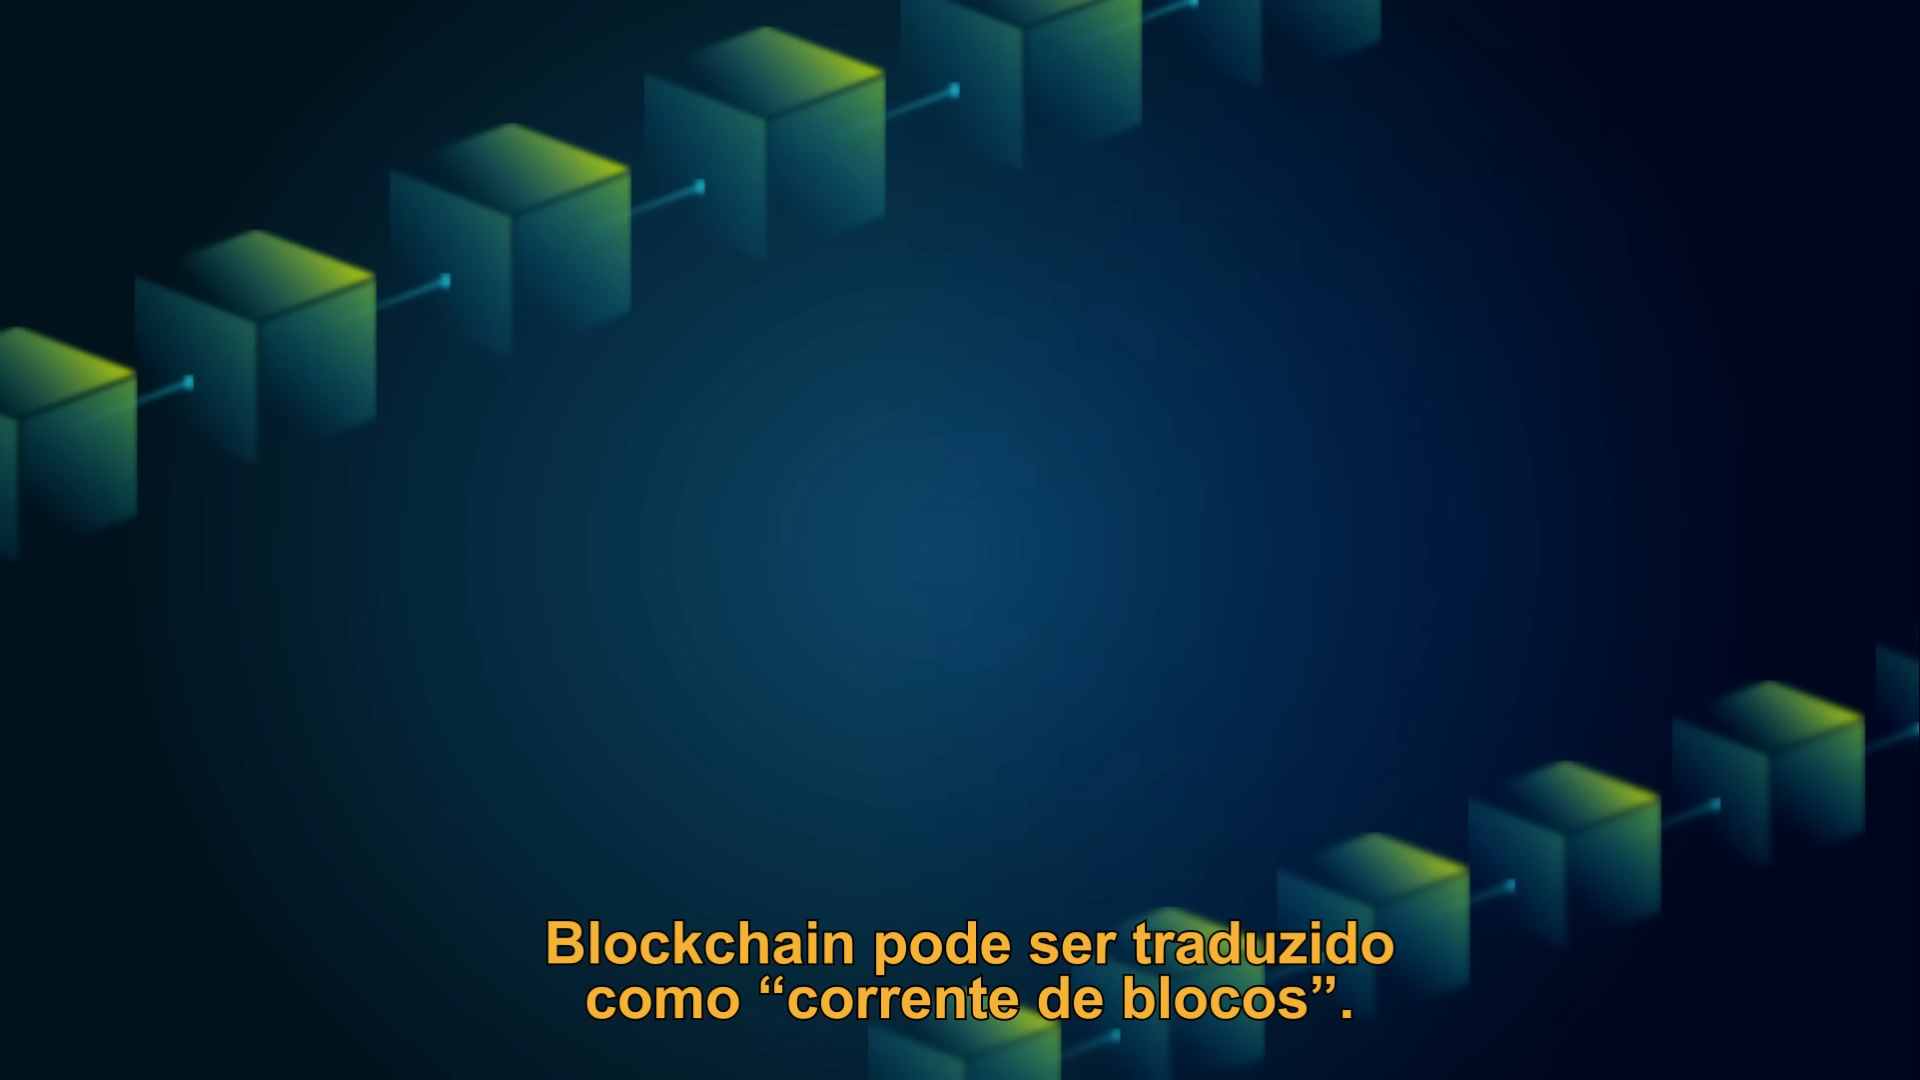 Blockchain pode ser traduzido
como “corrente de blocos”.